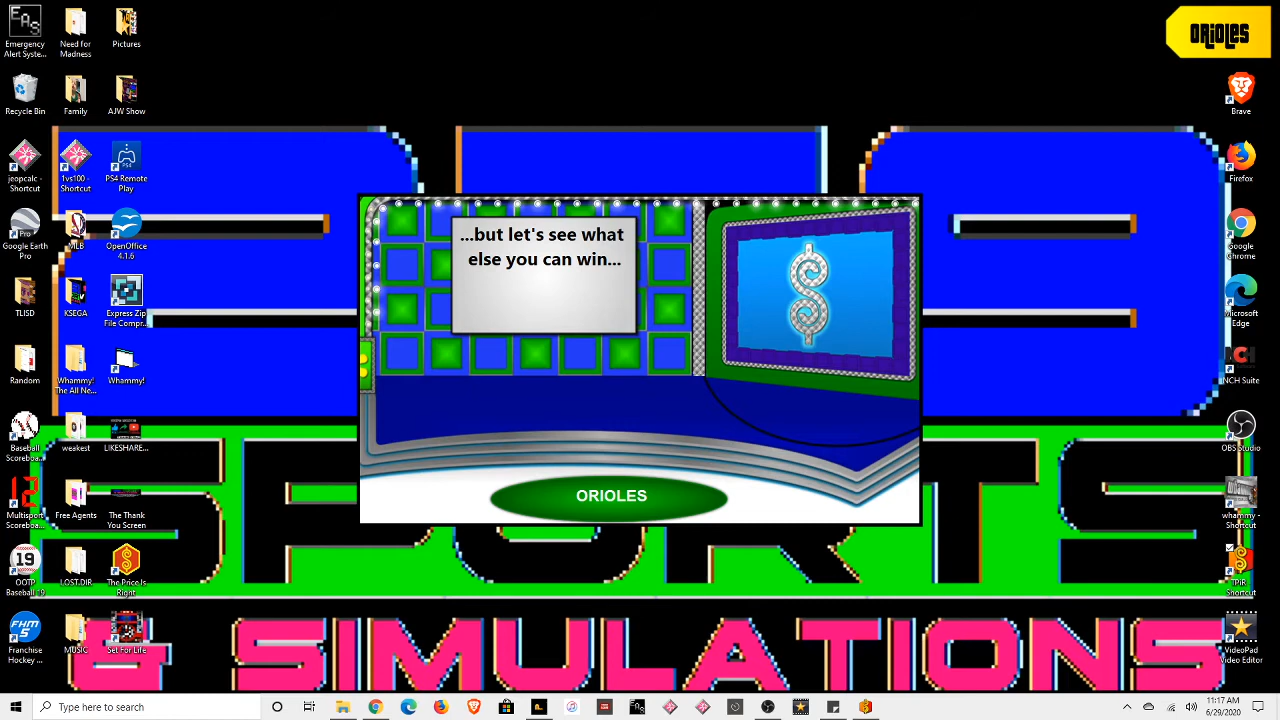 Emergency
Alert Syste...
Need for
Madness
Pictures
ORIOLES
Recycle Bin
Family
AJW Show
Brave
jeopcalc -
Shortcut
1vs100 -
Shortcut
PS4 Remote
Play
Firefox
...but let's see what
else you can win...
Google Earth
Pro
MLB
OpenOffice
4.1.6
Google
Chrome
TLISD
KSEGA
Express Zip
File Compr...
Microsoft
Edge
Random
Whammy!
The All Ne...
Whammy!
NCH Suite
Baseball
Scoreboa...
weakest
LIKESHARE...
OBS Studio
12
Multisport
Scoreboa...
Free Agents
The Thank
You Screen
whammy -
Shortcut
ORIOLES
19
OOTP
Baseball 19
LOST.DIR
The Price Is
Right
TPiR
Shortcut
FHM
5
Franchise
Hockey ...
MUSIC
Set For Life
VideoPad
Video Editor
SPORTS
& SIMULATIONS
Type here to search
11:17 AM
6/29/2020